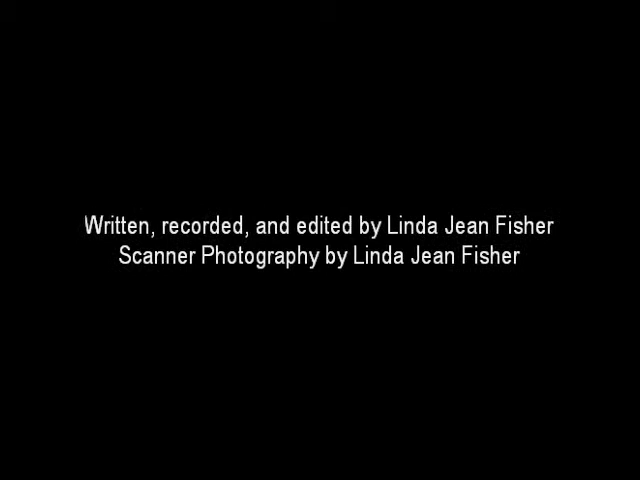 Written, recorded, and edited by Linda Jean Fisher
Scanner Photography by Linda Jean Fisher